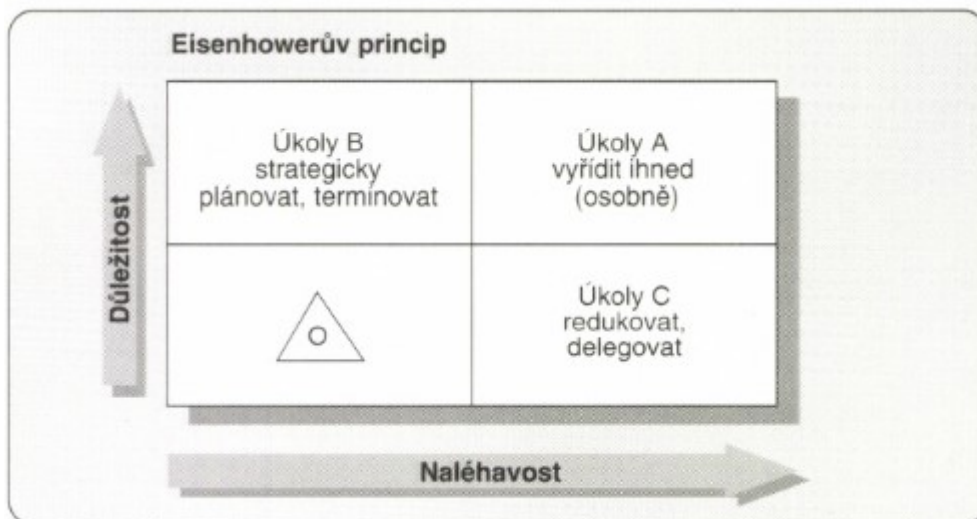 Eisenhowerův princip
Důležitost
Úkoly B
strategicky
plánovat, termínovat
Úkoly A
vyřídit ihned
(osobně)
O
Úkoly C
redukovat,
delegovat
Naléhavost